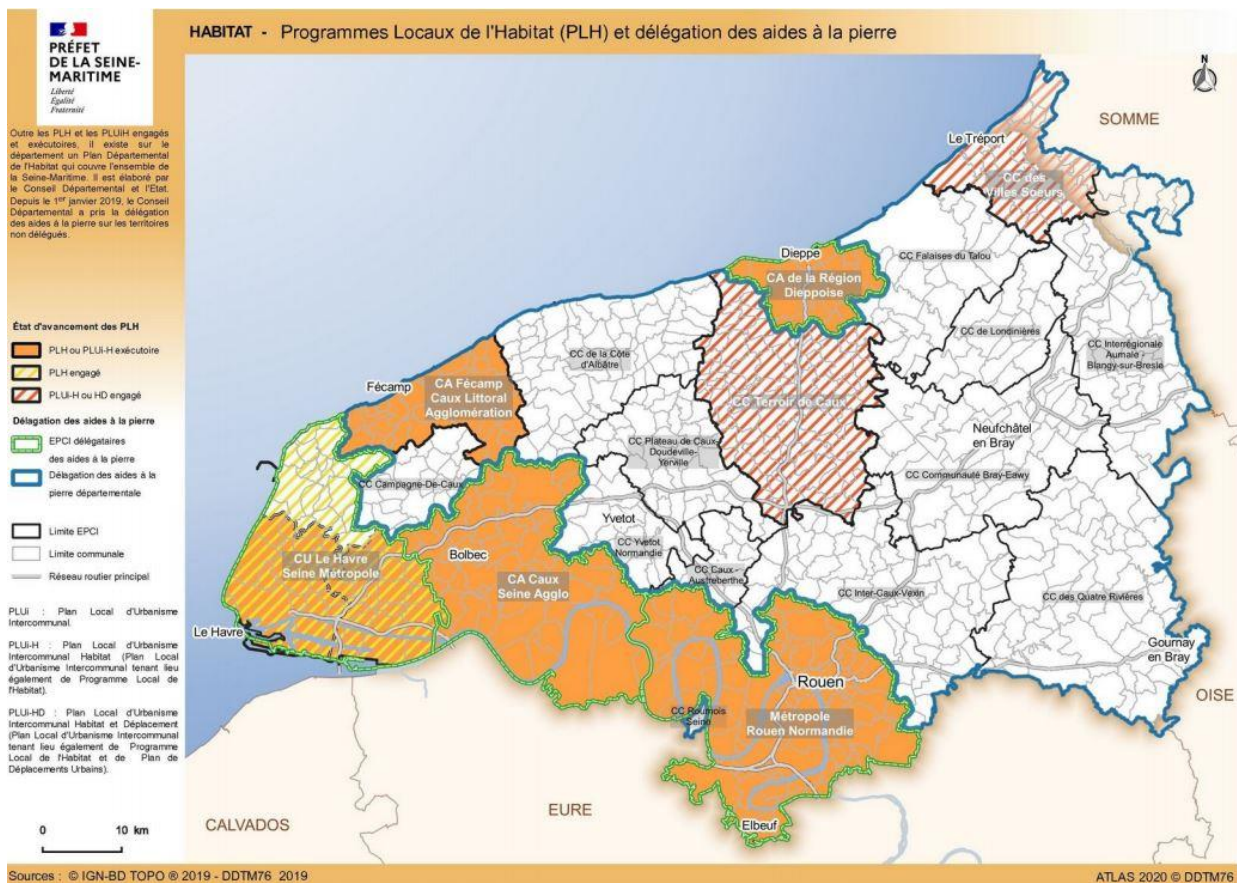 PRÉFET
DE LA SEINE-
MARITIME
Liberté
Égalité
Fraternité
HABITAT - Programmes Locaux de l'Habitat (PLH) et délégation des aides à la pierre
Outre les PLH et les PLUiH engagés
et exécutoires, il existe sur le
département un Plan Départemental
de l'Habitat qui couvre l'ensemble de
la Seine-Maritime. Il est élaboré par
le Conseil Départemental et l'Etat.
Depuis le 1er janvier 2019, le Conseil
Départemental a pris la délégation
des aides à la pierre sur les territoires
non délégués.
État d'avancement des PLH
PLH ou PLUi-H exécutoire
PLH engagé
PLUi-H ou HD engagé
Délagation des aides à la pierre
EPCI délégataires
des aides à la pierre
Délagation des aides à la
pierre départementale
Limite EPCI
Limite communale
Réseau routier principal
PLUi : Plan Local d'Urbanisme
Intercommunal.
PLUi-H : Plan Local d'Urbanisme
Intercommunal Habitat (Plan Local
d'Urbanisme Intercommunal tenant lieu
également de Programme Local de
l'Habitat).
PLUi-HD : Plan Local d'Urbanisme
Intercommunal Habitat et Déplacement
(Plan Local d'Urbanisme Intercommunal
tenant lieu également de Programme
Local de l'Habitat et de Plan de
Déplacements Urbains).
0 10 km
N
SOMME
Le Tréport
CC des
Villes Soeurs
Dieppe
CA de la Région
Dieppoise
CC Falaises du Talou
CC de Londinières
CC Interrégionale
Aumale -
Blangy-sur-Bresle
CC de la Côte
d'Albâtre
Fécamp
CA Fécamp
Caux Littoral
Agglomération
CC Terroir de Caux
Neufchâtel
en Bray
CC Plateau de Caux-
Doudeville-
Yerville
CC Communauté Bray-Eawy
CC Campagne-De-Caux
Yvetot
CC Yvetot
Normandie
Bolbec
CU Le Havre
Seine Métropole
CA Caux
Seine Agglo
CC Caux -
Austreberthe
CC Inter-Caux-Vexin
CC des Quatre Rivières
Le Havre
Gournay
en Bray
Rouen
CC Roumois
Seine
Métropole
Rouen Normandie
OISE
EURE
CALVADOS
Elbeuf
Sources : © IGN-BD TOPO ® 2019 - DDTM76 2019
ATLAS 2020 © DDTM76